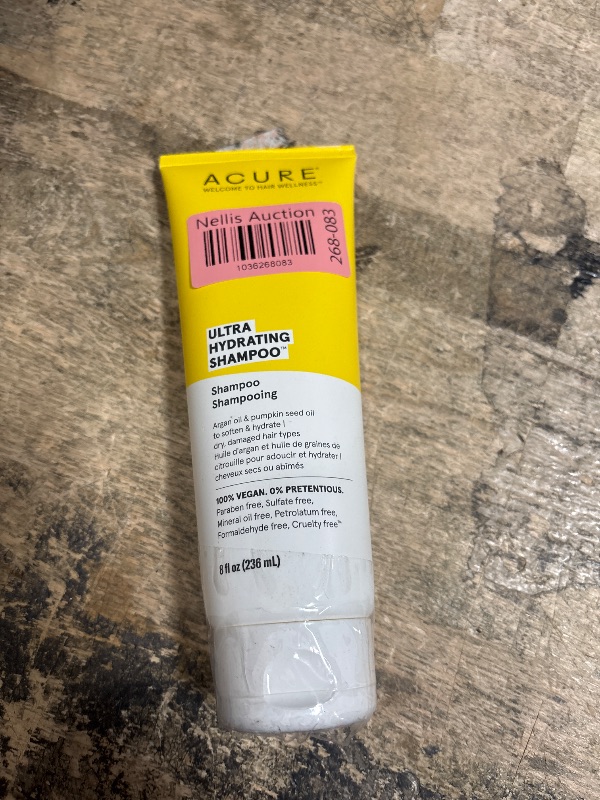 ACURE
WELCOME TO HAIR WELLNESS™
Nellis Auction
1036268083
268-083
ULTRA
HYDRATING
SHAMPOO™
Shampoo
Shampooing
Argan oil & pumpkin seed oil
to soften & hydrate |
dry, damaged hair types
Huile d'argan et huile de graines de
citrouille pour adoucir et hydrater |
cheveux secs ou abîmés
100% VEGAN. 0% PRETENTIOUS.
Paraben free, Sulfate free,
Mineral oil free, Petrolatum free,
Formaldehyde free, Cruelty free™
8 fl oz (236 mL)